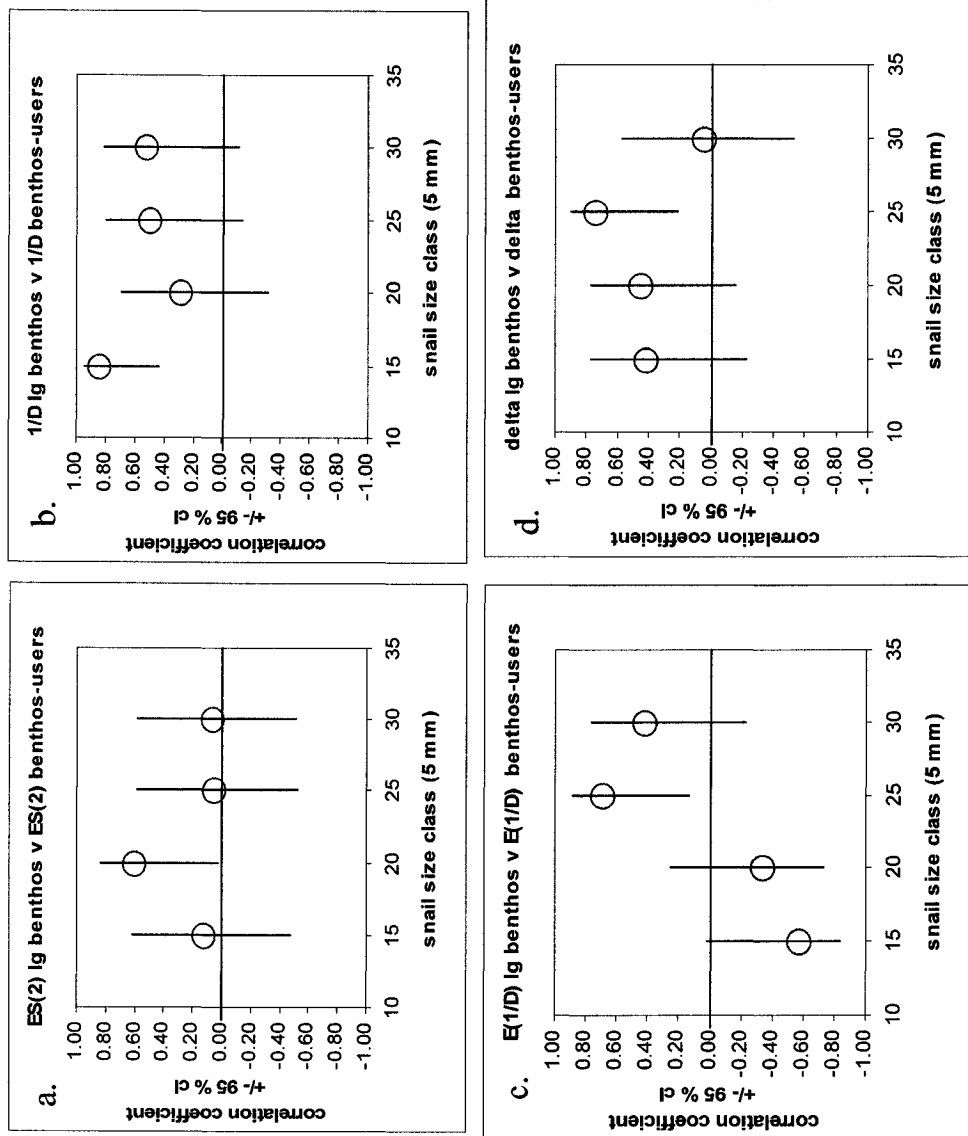 a.
ES(2) lg benthos v ES(2) benthos-users
correlation coefficient
+/- 95 % cl
1.00
0.80
0.60
0.40
0.20
0.00
-0.20
-0.40
-0.60
-0.80
-1.00
10 15 20 25 30 35
snail size class (5 mm)
b.
1/D lg benthos v 1/D benthos-users
correlation coefficient
+/- 95 % cl
1.00
0.80
0.60
0.40
0.20
0.00
-0.20
-0.40
-0.60
-0.80
-1.00
10 15 20 25 30 35
snail size class (5 mm)
c.
E(1/D) lg benthos v E(1/D) benthos-users
correlation coefficient
+/- 95 % cl
1.00
0.80
0.60
0.40
0.20
0.00
-0.20
-0.40
-0.60
-0.80
-1.00
10 15 20 25 30 35
snail size class (5 mm)
d.
delta lg benthos v delta benthos-users
correlation coefficient
+/- 95 % cl
1.00
0.80
0.60
0.40
0.20
0.00
-0.20
-0.40
-0.60
-0.80
-1.00
10 15 20 25 30 35
snail size class (5 mm)